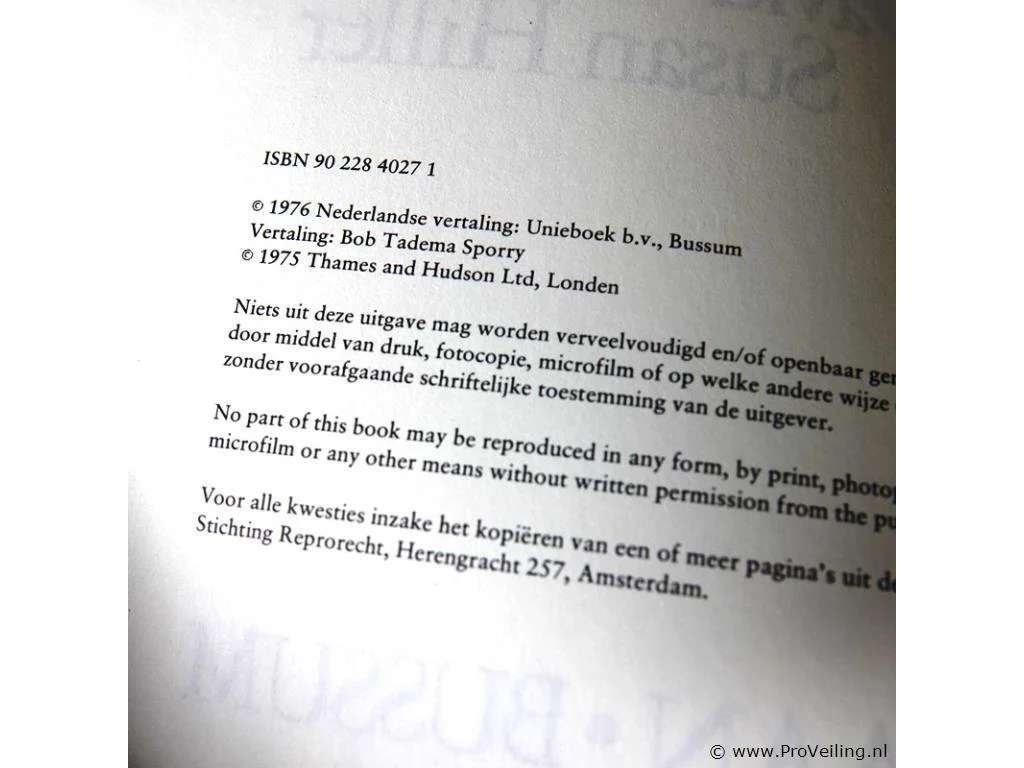 Susan Hiller
ISBN 90 228 4027 1
© 1976 Nederlandse vertaling: Unieboek b.v., Bussum
Vertaling: Bob Tadema Sporry
© 1975 Thames and Hudson Ltd, Londen
Niets uit deze uitgave mag worden verveelvoudigd en/of openbaar
door middel van druk, fotocopie, microfilm of op welke andere wijze
zonder voorafgaande schriftelijke toestemming van de uitgever.
No part of this book may be reproduced in any form, by print,
microfilm or any other means without written permission from the
Voor alle kwesties inzake het kopiëren van een of meer pagina's uit
Stichting Reprorecht, Herengracht 257, Amsterdam.
BUSSUM
© www.ProVeiling.nl